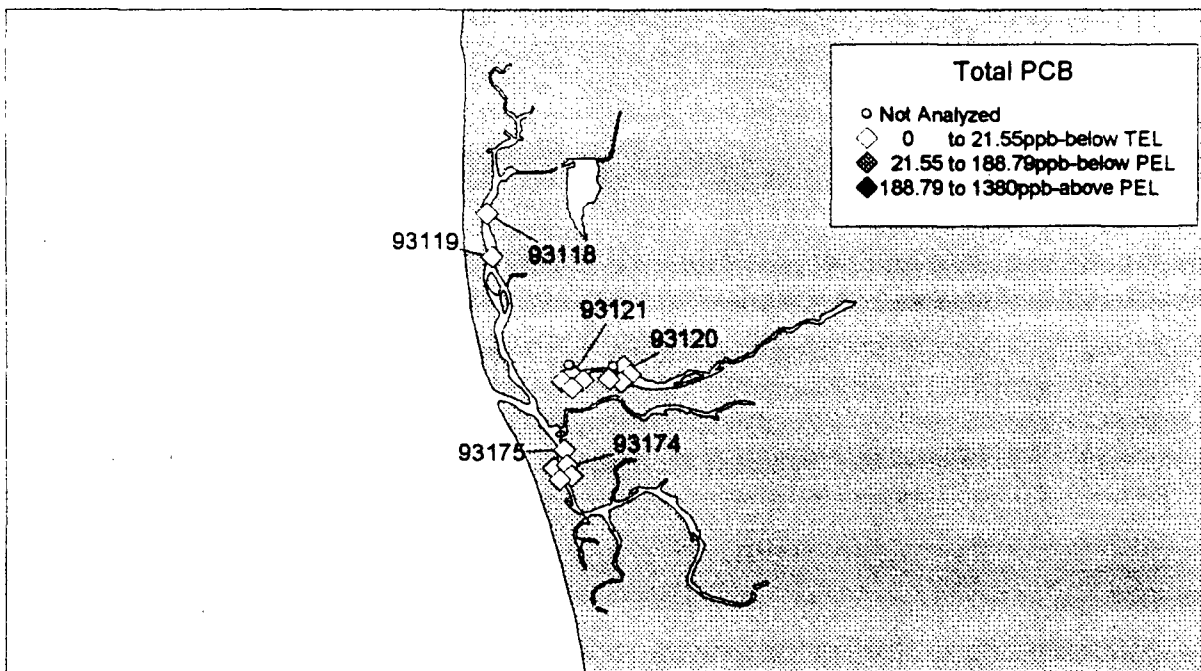 Total PCB
Not Analyzed
0 to 21.55ppb-below TEL
21.55 to 188.79ppb-below PEL
188.79 to 1380ppb-above PEL
93119
93118
93121
93120
93175
93174